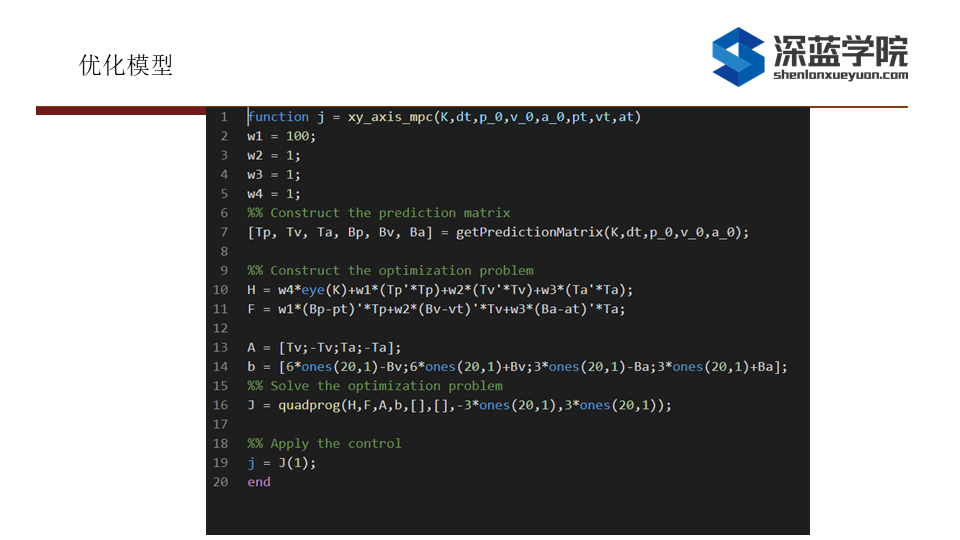 优化模型
深蓝学院
shenlanxueyuan.com
1 function j = xy_axis_mpc(K,dt,p_0,v_0,a_0,pt,vt,at)
2 w1 = 100;
3 w2 = 1;
4 w3 = 1;
5 w4 = 1;
6 %% Construct the prediction matrix
7 [Tp, Tv, Ta, Bp, Bv, Ba] = getPredictionMatrix(K,dt,p_0,v_0,a_0);
8
9 %% Construct the optimization problem
10 H = w4*eye(K)+w1*(Tp'*Tp)+w2*(Tv'*Tv)+w3*(Ta'*Ta);
11 F = w1*(Bp-pt)'*Tp+w2*(Bv-vt)'*Tv+w3*(Ba-at)'*Ta;
12
13 A = [Tv;-Tv;Ta;-Ta];
14 b = [6*ones(20,1)-Bv;6*ones(20,1)+Bv;3*ones(20,1)-Ba;3*ones(20,1)+Ba];
15 %% Solve the optimization problem
16 J = quadprog(H,F,A,b,[],[],-3*ones(20,1),3*ones(20,1));
17
18 %% Apply the control
19 j = J(1);
20 end